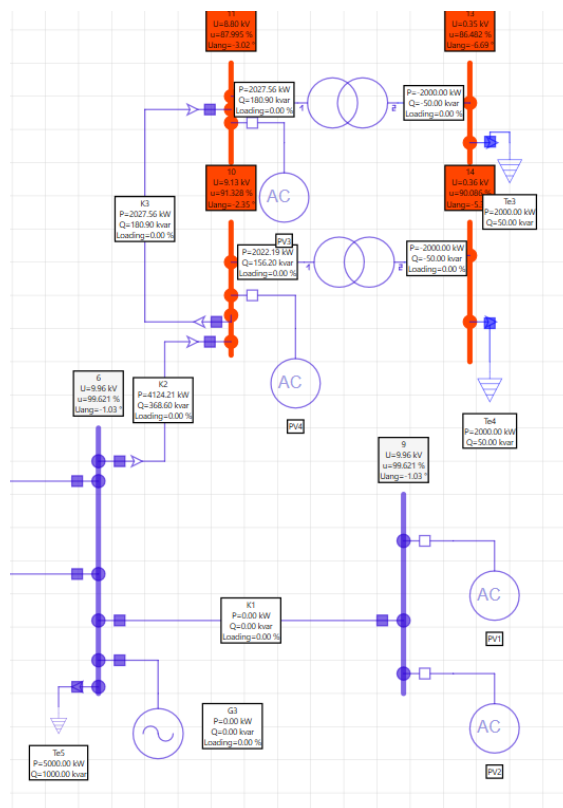 11
U=8.80 kV
u=87.995 %
Uang=-3.02 °
13
U=0.35 kV
u=86.482 %
Uang=-6.69 °
P=2027.56 kW
Q=180.90 kvar
Loading=0.00 %
1
2
P=-2000.00 kW
Q=-50.00 kvar
Loading=0.00 %
10
U=9.13 kV
u=91.328 %
Uang=-2.35 °
AC
PV3
14
U=0.36 kV
u=90.086 %
Te3
P=2000.00 kW
Q=50.00 kvar
K3
P=2027.56 kW
Q=180.90 kvar
Loading=0.00 %
P=2022.19 kW
Q=156.20 kvar
Loading=0.00 %
1
2
P=-2000.00 kW
Q=-50.00 kvar
Loading=0.00 %
6
U=9.96 kV
u=99.621 %
Uang=-1.03 °
K2
P=4124.21 kW
Q=368.60 kvar
Loading=0.00 %
AC
PV4
Te4
P=2000.00 kW
Q=50.00 kvar
9
U=9.96 kV
u=99.621 %
Uang=-1.03 °
AC
PV1
K1
P=0.00 kW
Q=0.00 kvar
Loading=0.00 %
G3
P=0.00 kW
Q=0.00 kvar
Loading=0.00 %
AC
PV2
Te5
P=5000.00 kW
Q=1000.00 kvar